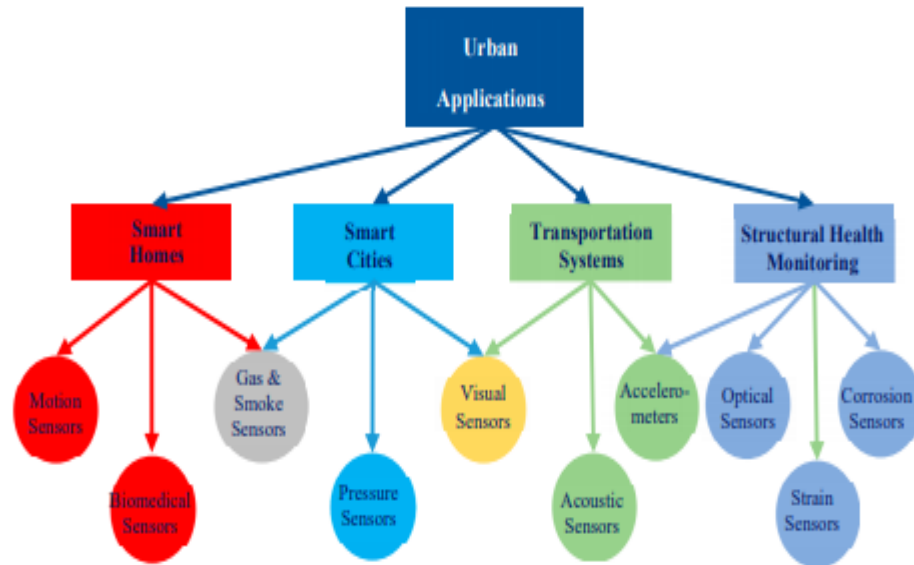 Urban
Applications
Smart
Homes
Smart
Cities
Transportation
Systems
Structural Health
Monitoring
Motion
Sensors
Gas &
Smoke
Sensors
Visual
Sensors
Accelero-
meters
Optical
Sensors
Corrosion
Sensors
Biomedical
Sensors
Pressure
Sensors
Acoustic
Sensors
Strain
Sensors